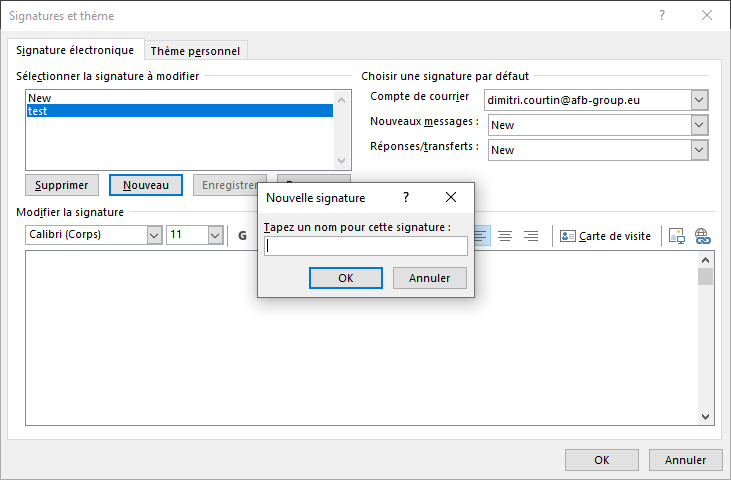 Signatures et thème
Signature électronique
Thème personnel
Sélectionner la signature à modifier
New
test
Supprimer
Nouveau
Enregistrer
Choisir une signature par défaut
Compte de courrier
dimitri.courtin@afb-group.eu
Nouveaux messages :
New
Réponses/transferts :
New
Modifier la signature
Calibri (Corps)
11
G
Carte de visite
Nouvelle signature
?
Tapez un nom pour cette signature :
OK
Annuler
OK
Annuler